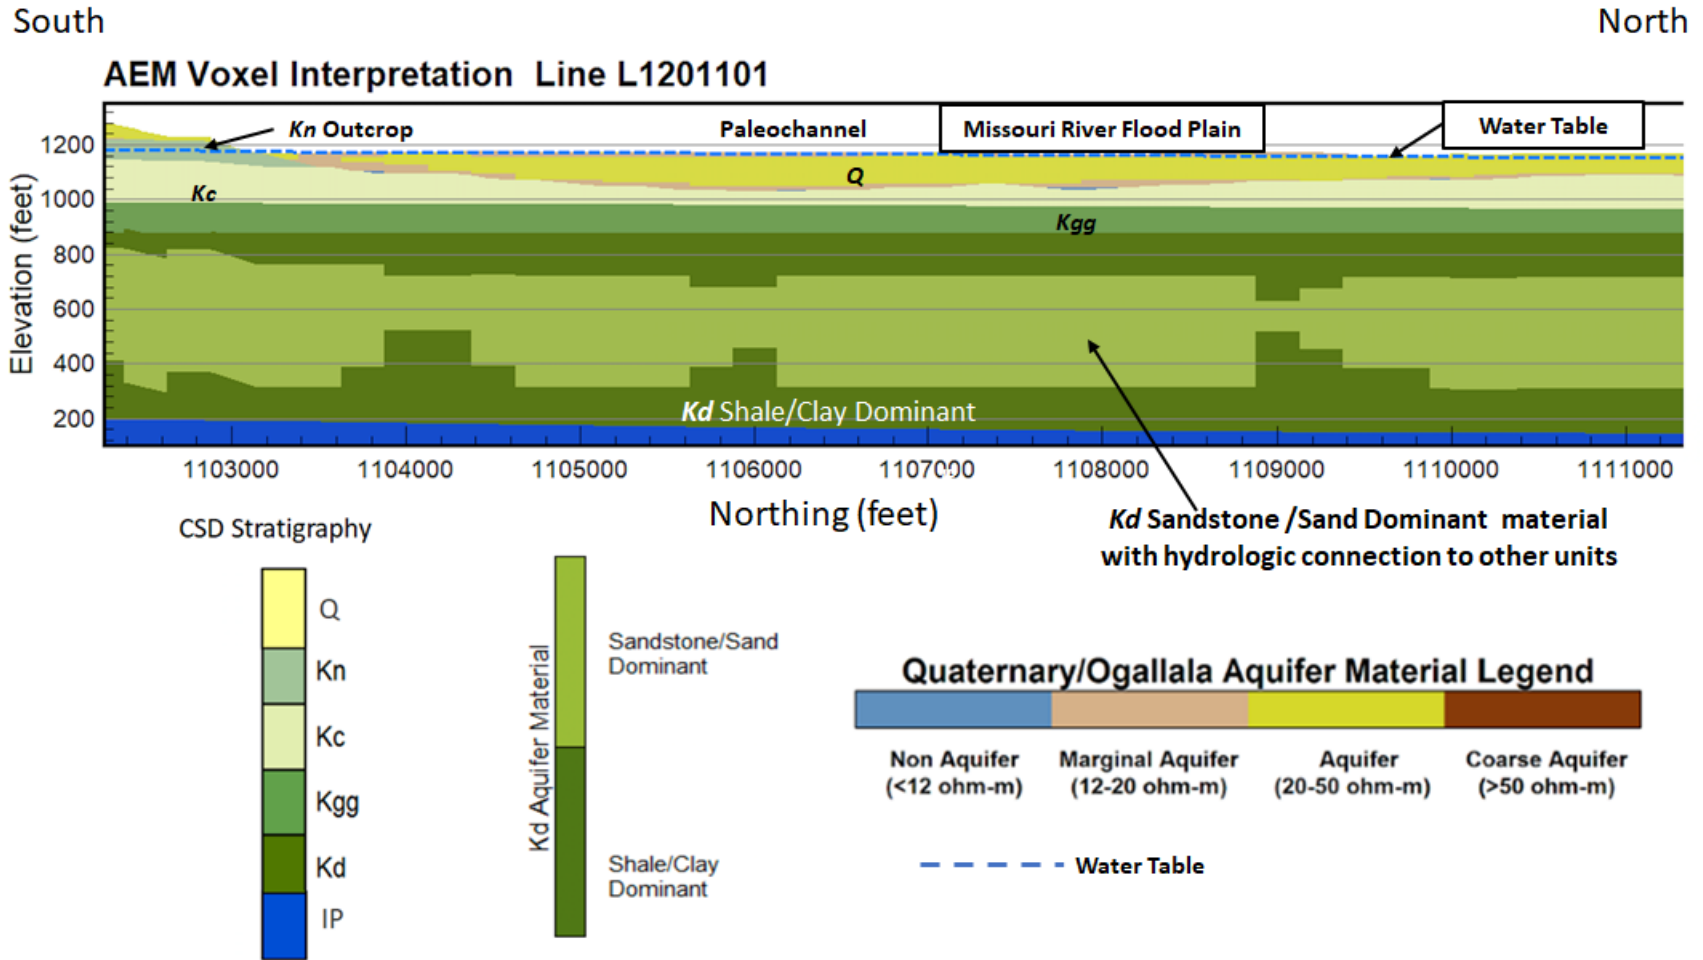 South
North
AEM Voxel Interpretation  Line L1201101
Kn Outcrop
Paleochannel
Missouri River Flood Plain
Water Table
Elevation (feet)
1200
1000
800
600
400
200
Kc
Q
Kgg
Kd Shale/Clay Dominant
1103000
1104000
1105000
1106000
1107000
1108000
1109000
1110000
1111000
Northing (feet)
Kd Sandstone /Sand Dominant  material
with hydrologic connection to other units
CSD Stratigraphy
Q
Kn
Kc
Kgg
Kd
IP
Kd Aquifer Material
Sandstone/Sand
Dominant
Shale/Clay
Dominant
Quaternary/Ogallala Aquifer Material Legend
Non Aquifer
(<12 ohm-m)
Marginal Aquifer
(12-20 ohm-m)
Aquifer
(20-50 ohm-m)
Coarse Aquifer
(>50 ohm-m)
Water Table